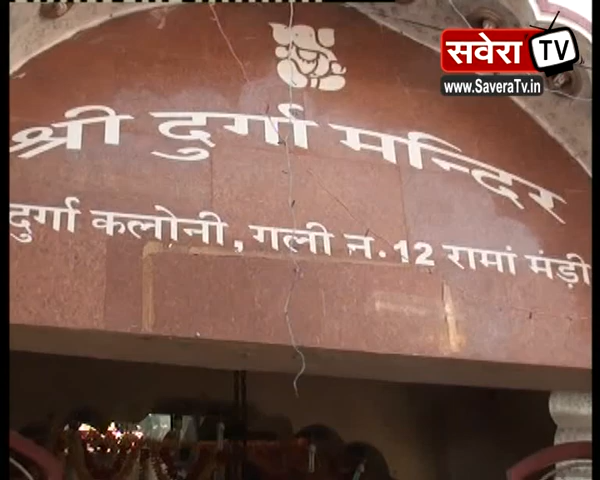 सवेरा TV
www.SaveraTv.in
श्री दुर्गा मन्दिर
दुर्गा कलोनी, गली न. 12 रामां मंडी